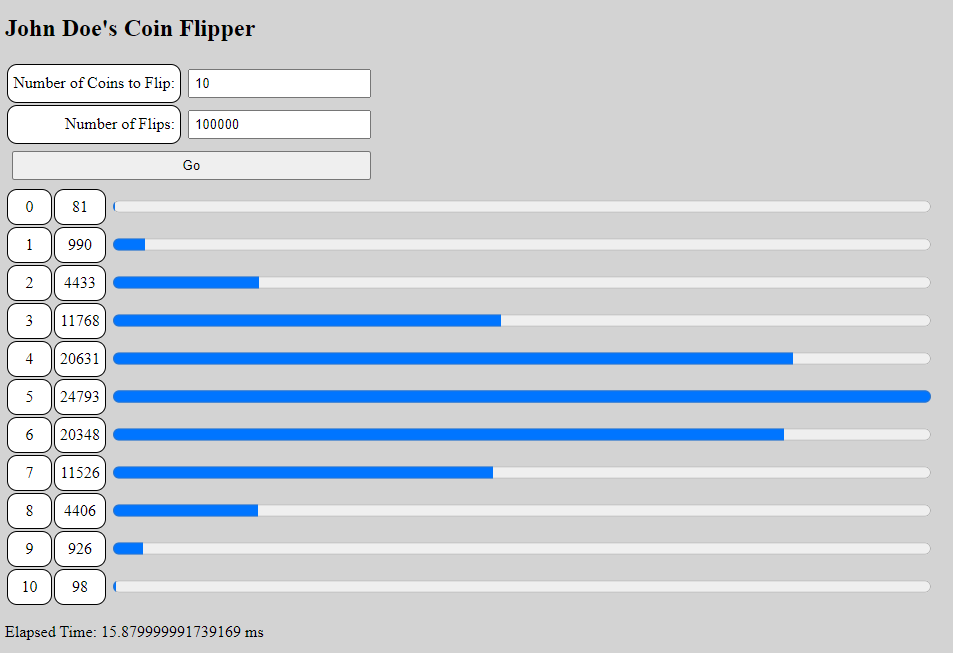 John Doe's Coin Flipper
Number of Coins to Flip: 10
Number of Flips: 100000
Go
0 81
1 990
2 4433
3 11768
4 20631
5 24793
6 20348
7 11526
8 4406
9 926
10 98
Elapsed Time: 15.879999991739169 ms